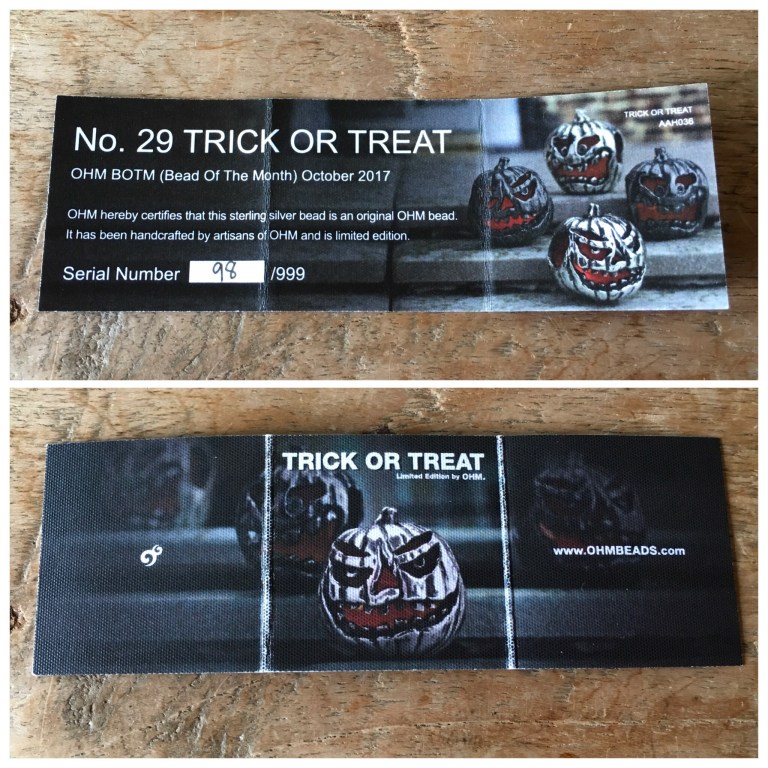 TRICK OR TREAT
AAH036
No. 29 TRICK OR TREAT
OHM BOTM (Bead Of The Month) October 2017
OHM hereby certifies that this sterling silver bead is an original OHM bead.
It has been handcrafted by artisans of OHM and is limited edition.
Serial Number 98 /999
TRICK OR TREAT
Limited Edition by OHM.
www.OHMBEADS.com